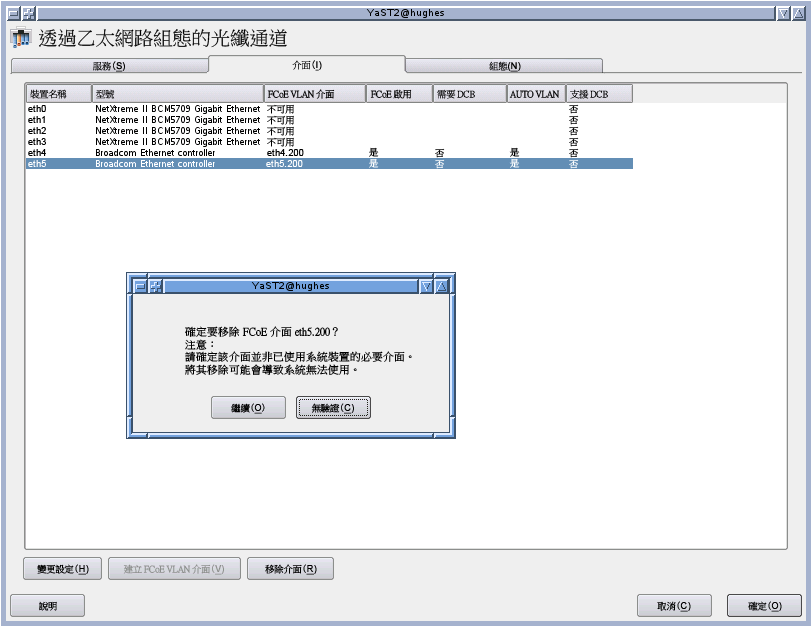 YaST2@hughes
透過乙太網路組態的光纖通道
服務(S) 介面(I) 組態(N)
裝置名稱 型號 FCoE VLAN 介面 FCoE 啟用 需要 DCB AUTO VLAN 支援 DCB
eth0 NetXtreme II BCM5709 Gigabit Ethernet 不可用 否
eth1 NetXtreme II BCM5709 Gigabit Ethernet 不可用 否
eth2 NetXtreme II BCM5709 Gigabit Ethernet 不可用 否
eth3 NetXtreme II BCM5709 Gigabit Ethernet 不可用 否
eth4 Broadcom Ethernet controller eth4.200 是 否 是 否
eth5 Broadcom Ethernet controller eth5.200 是 否 是 否
YaST2@hughes
確定要移除 FCoE 介面 eth5.200？
注意：
請確定該介面並非已使用系統裝置的必要介面。
將其移除可能會導致系統無法使用。
繼續(O) 無驗證(C)
變更設定(H) 建立 FCoE VLAN 介面(V) 移除介面(R)
說明 取消(C) 確定(O)